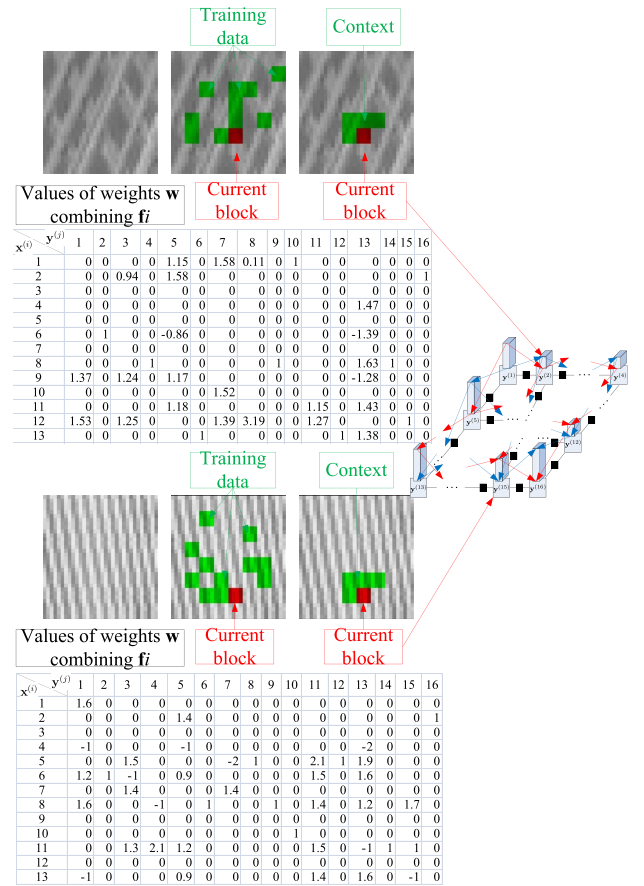 Training
data
Context
Values of weights w
combining fi
Current
block
Current
block
y(j)
x(i)
1 2 3 4 5 6 7 8 9 10 11 12 13 14 15 16
1 0 0 0 0 1.15 0 1.58 0.11 0 1 0 0 0 0 0 0
2 0 0 0.94 0 1.58 0 0 0 0 0 0 0 0 0 0 1
3 0 0 0 0 0 0 0 0 0 0 0 0 0 0 0 0
4 0 0 0 0 0 0 0 0 0 0 0 0 1.47 0 0 0
5 0 0 0 0 0 0 0 0 0 0 0 0 0 0 0 0
6 0 1 0 0 -0.86 0 0 0 0 0 0 0 -1.39 0 0 0
7 0 0 0 0 0 0 0 0 0 0 0 0 0 0 0 0
8 0 0 0 1 0 0 0 0 1 0 0 0 1.63 1 0 0
9 1.37 0 1.24 0 1.17 0 0 0 0 0 0 0 -1.28 0 0 0
10 0 0 0 0 0 0 1.52 0 0 0 0 0 0 0 0 0
11 0 0 0 0 1.18 0 0 0 0 0 1.15 0 1.43 0 0 0
12 1.53 0 1.25 0 0 0 1.39 3.19 0 0 1.27 0 0 0 1 0
13 0 0 0 0 0 1 0 0 0 0 0 1 1.38 0 0 0
y(1) y(2) y(4)
y(5)
y(12)
y(13) y(15) y(16)
Training
data
Context
Values of weights w
combining fi
Current
block
Current
block
y(j)
x(i)
1 2 3 4 5 6 7 8 9 10 11 12 13 14 15 16
1 1.6 0 0 0 0 0 0 0 0 0 0 0 0 0 0 0
2 0 0 0 0 1.4 0 0 0 0 0 0 0 0 0 0 1
3 0 0 0 0 0 0 0 0 0 0 0 0 0 0 0 0
4 -1 0 0 0 -1 0 0 0 0 0 0 0 -2 0 0 0
5 0 0 1.5 0 0 0 -2 1 0 0 2.1 1 1.9 0 0 0
6 1.2 1 -1 0 0.9 0 0 0 0 0 1.5 0 1.6 0 0 0
7 0 0 1.4 0 0 0 1.4 0 0 0 0 0 0 0 0 0
8 1.6 0 0 -1 0 1 0 0 1 0 1.4 0 1.2 0 1.7 0
9 0 0 0 0 0 0 0 0 0 0 0 0 0 0 0 0
10 0 0 0 0 0 0 0 0 0 1 0 0 0 0 0 0
11 0 0 1.3 2.1 1.2 0 0 0 0 0 1.5 0 -1 1 1 0
12 0 0 0 0 0 0 0 0 0 0 0 0 0 0 0 0
13 -1 0 0 0 0.9 0 0 0 0 0 1.4 0 1.6 0 -1 0